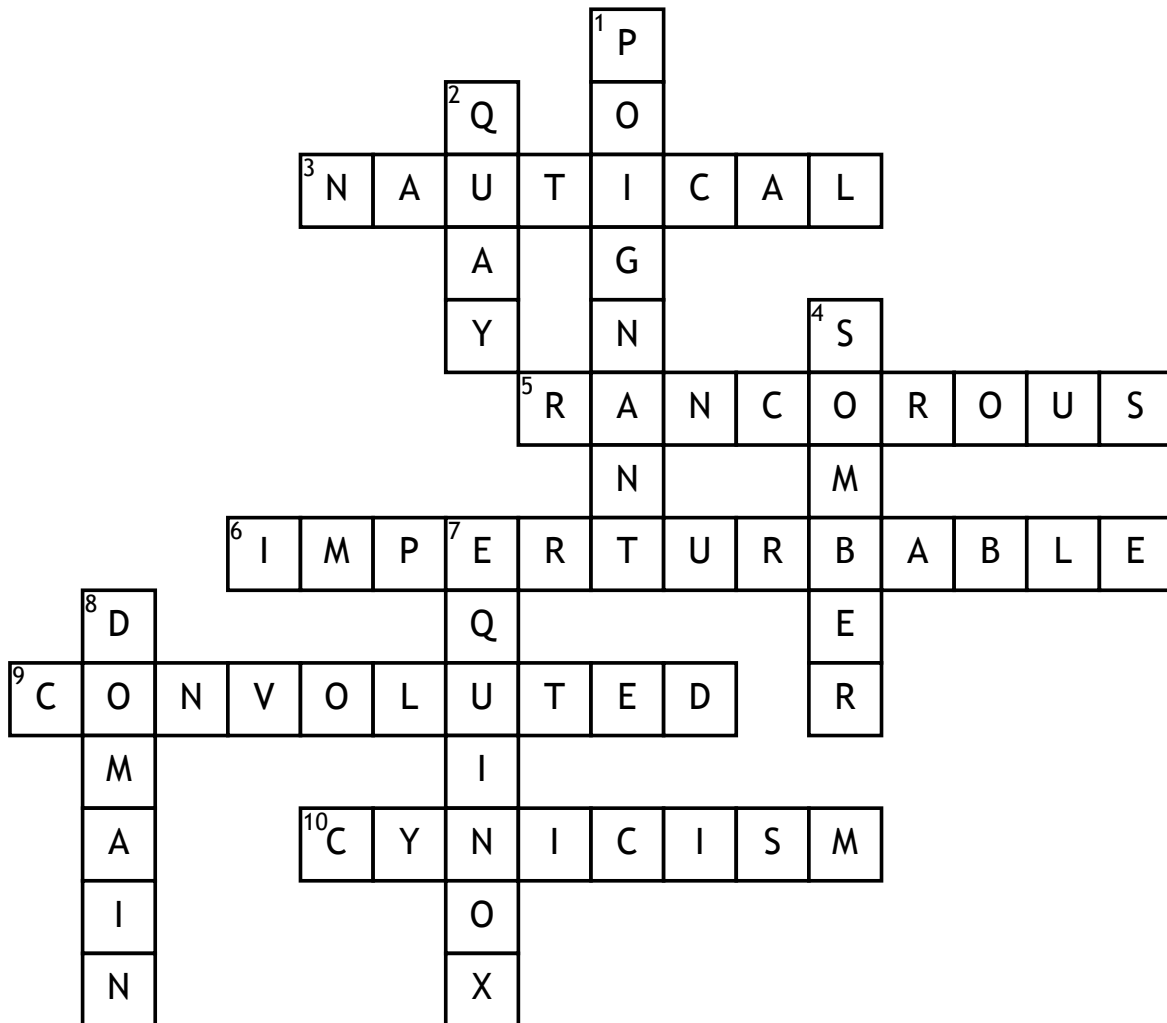 1 P
2 Q O
3 N A U T I C A L
A G
Y N 4 S
5 R A N C O R O U S
N M
6 I M P 7 E R T U R B A B L E
8 D Q E
9 C O N V O L U T E D R
M I
A 10 C Y N I C I S M
I O
N X